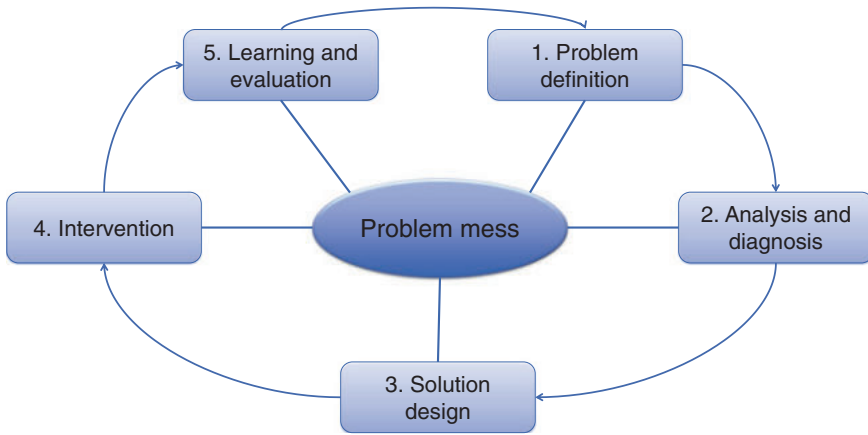 5. Learning and
evaluation
1. Problem
definition
4. Intervention
Problem mess
2. Analysis and
diagnosis
3. Solution
design